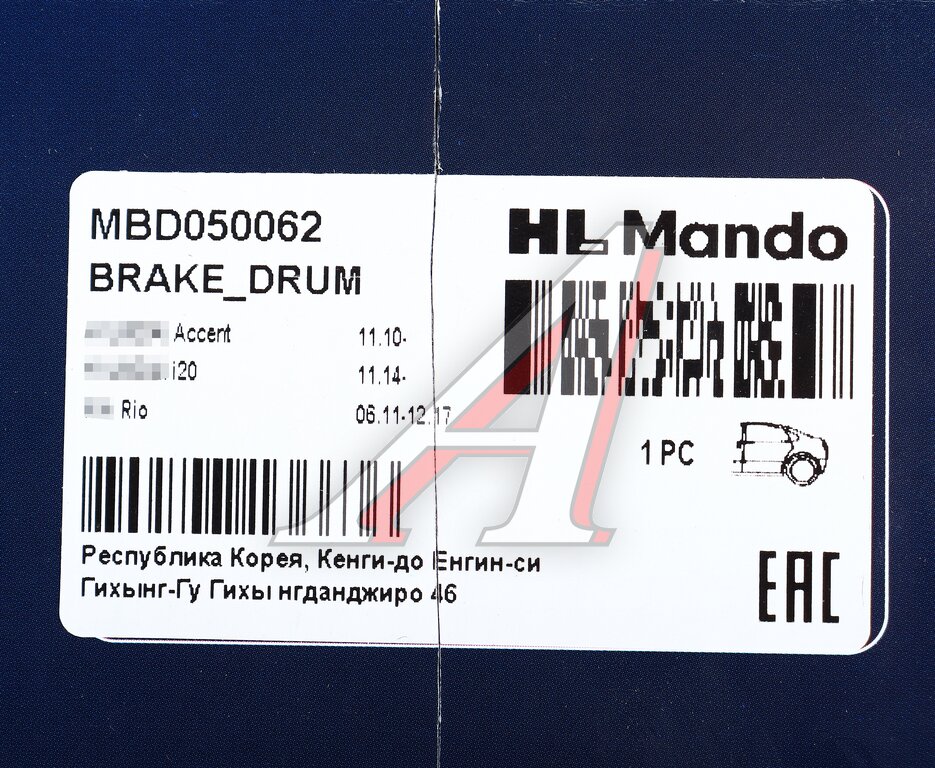 MBD050062
BRAKE_DRUM
HL Mando
Accent 11.10-
i20 11.14-
Rio 06.11-12.17
1 PC
Республика Корея, Кенги-до Енгин-си
Гихынг-Гу Гихы нгданджиро 46
EAC